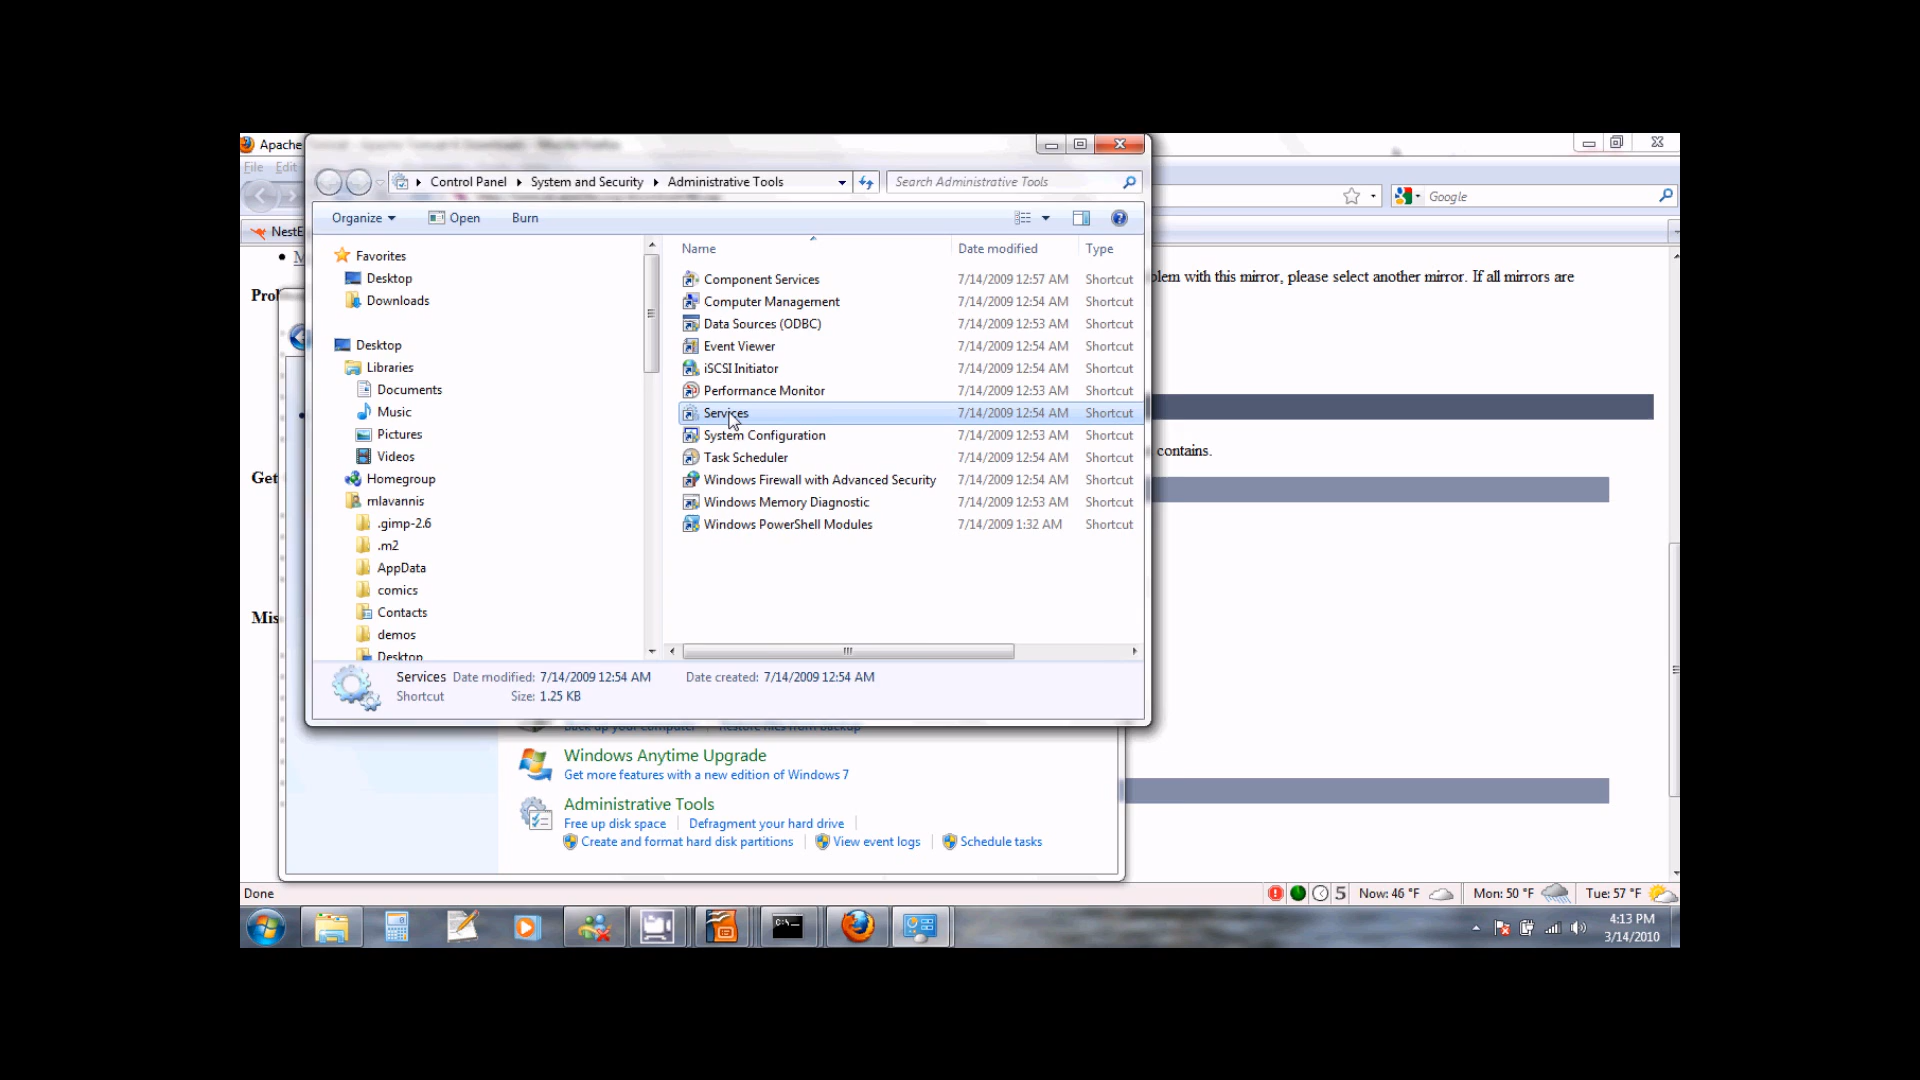 Apache
File Edit
Control Panel System and Security Administrative Tools
Search Administrative Tools
Google
Organize Open Burn
NestE
Name Date modified Type
Favorites
Desktop
Downloads
Desktop
Libraries
Documents
Music
Pictures
Videos
Homegroup
mlavannis
.gimp-2.6
.m2
AppData
comics
Contacts
demos
Desktop
Component Services 7/14/2009 12:57 AM Shortcut
Computer Management 7/14/2009 12:54 AM Shortcut
Data Sources (ODBC) 7/14/2009 12:53 AM Shortcut
Event Viewer 7/14/2009 12:54 AM Shortcut
iSCSI Initiator 7/14/2009 12:54 AM Shortcut
Performance Monitor 7/14/2009 12:53 AM Shortcut
Services 7/14/2009 12:54 AM Shortcut
System Configuration 7/14/2009 12:53 AM Shortcut
Task Scheduler 7/14/2009 12:54 AM Shortcut
Windows Firewall with Advanced Security 7/14/2009 12:54 AM Shortcut
Windows Memory Diagnostic 7/14/2009 12:53 AM Shortcut
Windows PowerShell Modules 7/14/2009 1:32 AM Shortcut
Services Date modified: 7/14/2009 12:54 AM Date created: 7/14/2009 12:54 AM
Shortcut Size: 1.25 KB
lem with this mirror, please select another mirror. If all mirrors are
contains.
Get
Mis
Back up your computer Restore files from backup
Windows Anytime Upgrade
Get more features with a new edition of Windows 7
Administrative Tools
Free up disk space Defragment your hard drive
Create and format hard disk partitions View event logs Schedule tasks
Done
5 Now: 46 °F Mon: 50 °F Tue: 57 °F
4:13 PM
3/14/2010